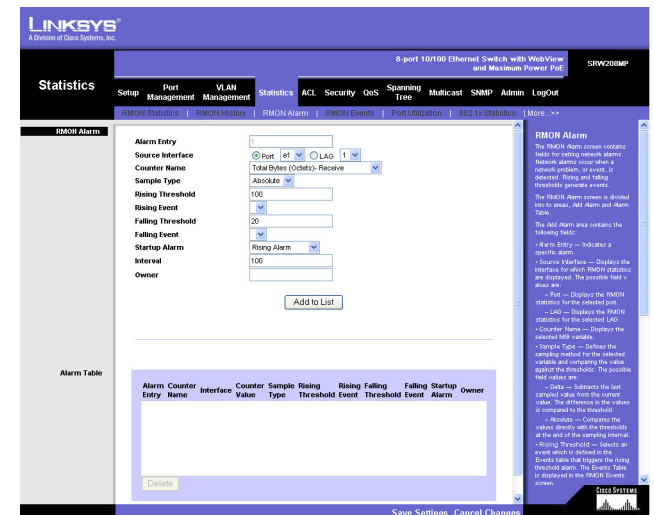 LINKSYS®
A Division of Cisco Systems, Inc.
8-port 10/100 Ethernet Switch with WebView
and Maximum Power PoE
SRW208MP
Statistics
Setup Port Management VLAN Management Statistics ACL Security QoS Spanning Tree Multicast SNMP Admin LogOut
RMON Statistics | RMON History | RMON Alarm | RMON Events | Port Utilization | 802.1x Statistics | More...>>
RMON Alarm
Alarm Entry 1
Source Interface Port e1 LAG 1
Counter Name Total Bytes (Octets)- Receive
Sample Type Absolute
Rising Threshold 100
Rising Event
Falling Threshold 20
Falling Event
Startup Alarm Rising Alarm
Interval 100
Owner
Add to List
Alarm Table
Alarm Entry Counter Name Interface Counter Value Sample Type Rising Threshold Rising Event Falling Threshold Falling Event Startup Alarm Owner
Delete
RMON Alarm
The RMON Alarm screen contains
fields for setting network alarms.
Network alarms occur when a
network problem, or event, is
detected. Rising and falling
thresholds generate events.
The RMON Alarm screen is divided
into to areas, Add Alarm and Alarm
Table.
The Add Alarm area contains the
following fields:
• Alarm Entry — Indicates a
specific alarm.
• Source Interface — Displays the
interface for which RMON statistics
are displayed. The possible field v
alues are:
– Port — Displays the RMON
statistics for the selected port.
– LAG — Displays the RMON
statistics for the selected LAG.
• Counter Name — Displays the
selected MIB variable.
• Sample Type — Defines the
sampling method for the selected
variable and comparing the value
against the thresholds. The possible
field values are:
– Delta — Subtracts the last
sampled value from the current
value. The difference in the values
is compared to the threshold.
– Absolute — Compares the
values directly with the thresholds
at the end of the sampling interval.
• Rising Threshold — Selects an
event which is defined in the
Events table that triggers the rising
threshold alarm. The Events Table
is displayed in the RMON Events
screen.
Save Settings Cancel Changes
CISCO SYSTEMS